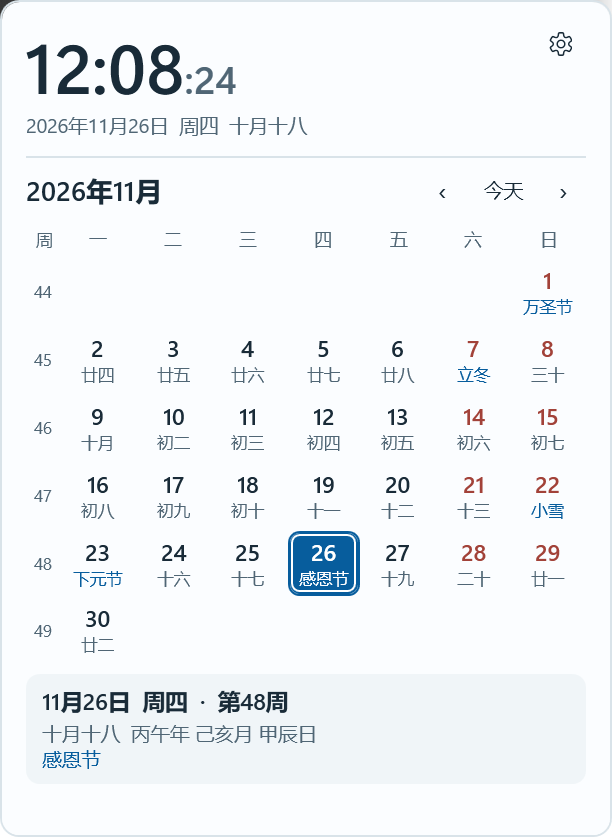 12:08:24
2026年11月26日 周四 十月十八
2026年11月 ‹ 今天 ›
周 一 二 三 四 五 六 日
44 1
万圣节
45 2 3 4 5 6 7 8
廿四 廿五 廿六 廿七 廿八 立冬 三十
46 9 10 11 12 13 14 15
十月 初二 初三 初四 初五 初六 初七
47 16 17 18 19 20 21 22
初八 初九 初十 十一 十二 十三 小雪
48 23 24 25 26 27 28 29
下元节 十六 十七 感恩节 十九 二十 廿一
49 30
廿二
11月26日 周四 · 第48周
十月十八 丙午年 己亥月 甲辰日
感恩节